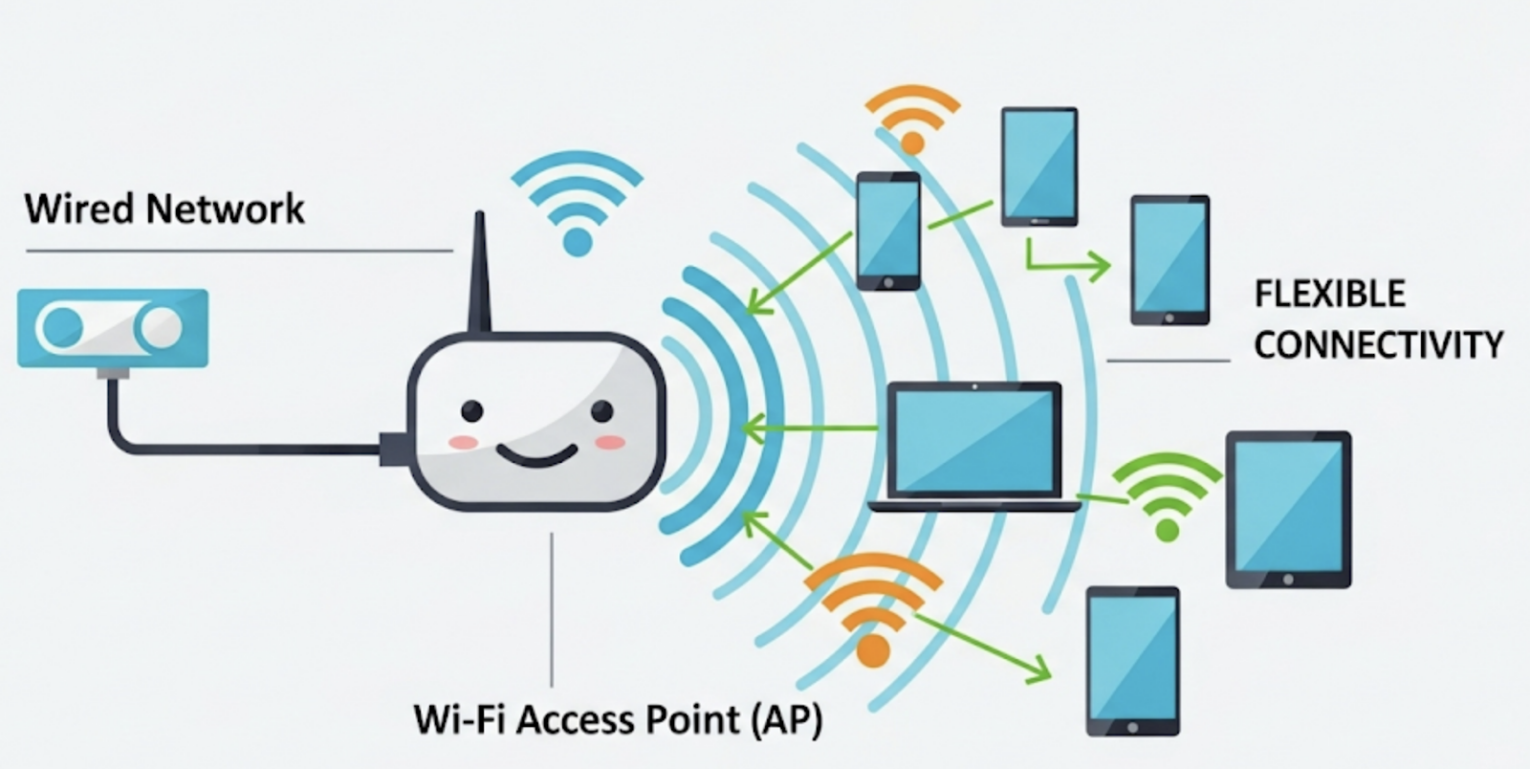 Wired Network
FLEXIBLE
CONNECTIVITY
Wi-Fi Access Point (AP)